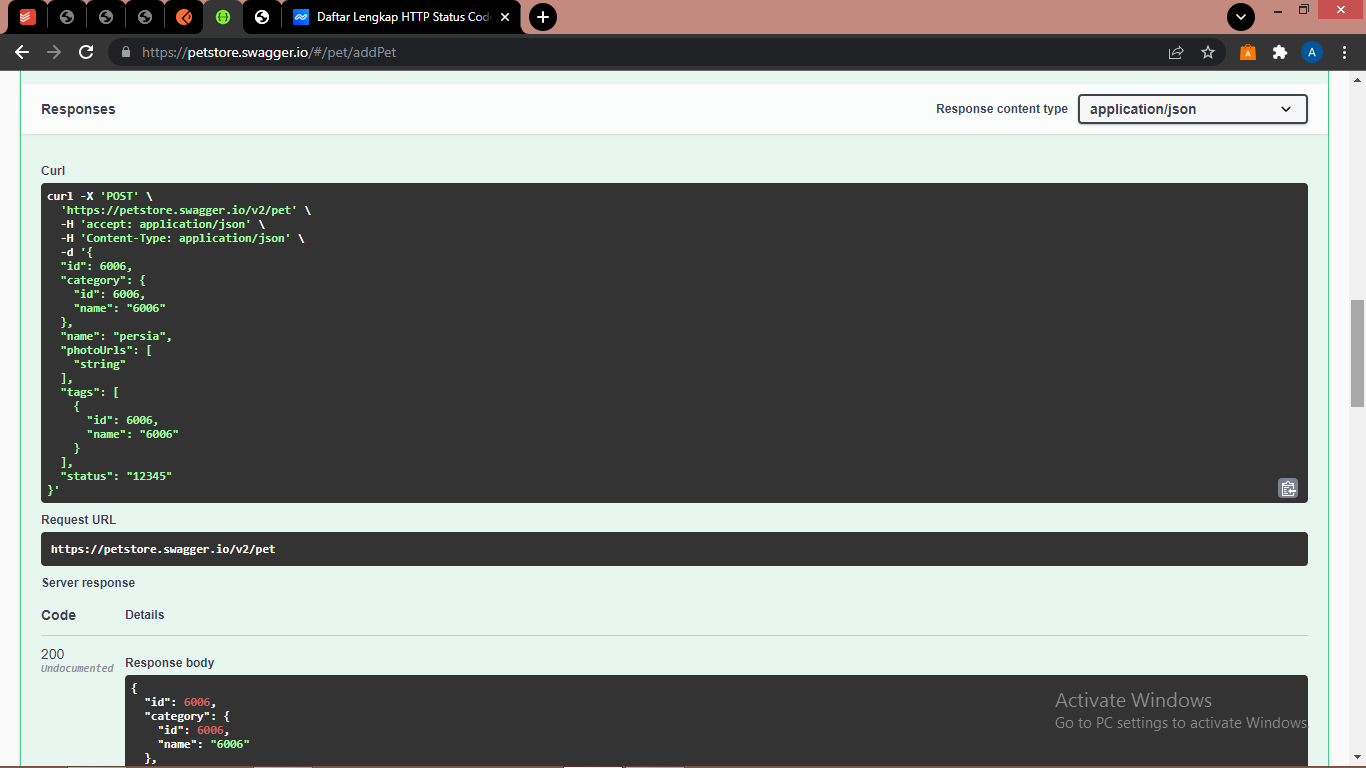 Daftar Lengkap HTTP Status Cod
https://petstore.swagger.io/#/pet/addPet
A
A
Responses
Response content type
application/json
Curl
curl -X 'POST' \
'https://petstore.swagger.io/v2/pet' \
-H 'accept: application/json' \
-H 'Content-Type: application/json' \
-d '{
"id": 6006,
"category": {
"id": 6006,
"name": "6006"
},
"name": "persia",
"photoUrls": [
"string"
],
"tags": [
{
"id": 6006,
"name": "6006"
}
],
"status": "12345"
}'
Request URL
https://petstore.swagger.io/v2/pet
Server response
Code Details
200
Undocumented
Response body
{
"id": 6006,
"category": {
"id": 6006,
"name": "6006"
},
Activate Windows
Go to PC settings to activate Windows